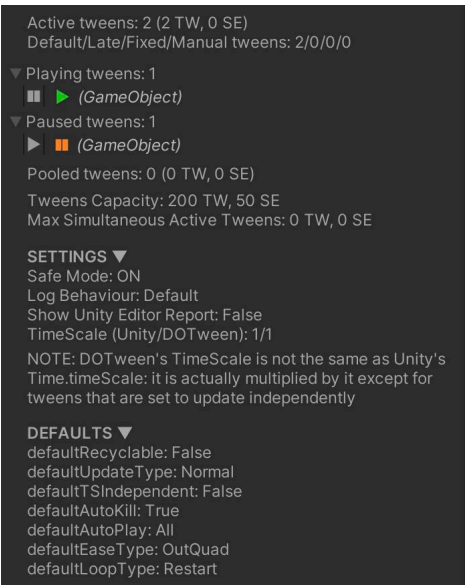 Active tweens: 2 (2 TW, 0 SE)
Default/Late/Fixed/Manual tweens: 2/0/0/0
Playing tweens: 1
(GameObject)
Paused tweens: 1
(GameObject)
Pooled tweens: 0 (0 TW, 0 SE)
Tweens Capacity: 200 TW, 50 SE
Max Simultaneous Active Tweens: 0 TW, 0 SE
SETTINGS ▼
Safe Mode: ON
Log Behaviour: Default
Show Unity Editor Report: False
TimeScale (Unity/DOTween): 1/1
NOTE: DOTween's TimeScale is not the same as Unity's
Time.timeScale: it is actually multiplied by it except for
tweens that are set to update independently
DEFAULTS ▼
defaultRecyclable: False
defaultUpdateType: Normal
defaultTSIndependent: False
defaultAutoKill: True
defaultAutoPlay: All
defaultEaseType: OutQuad
defaultLoopType: Restart